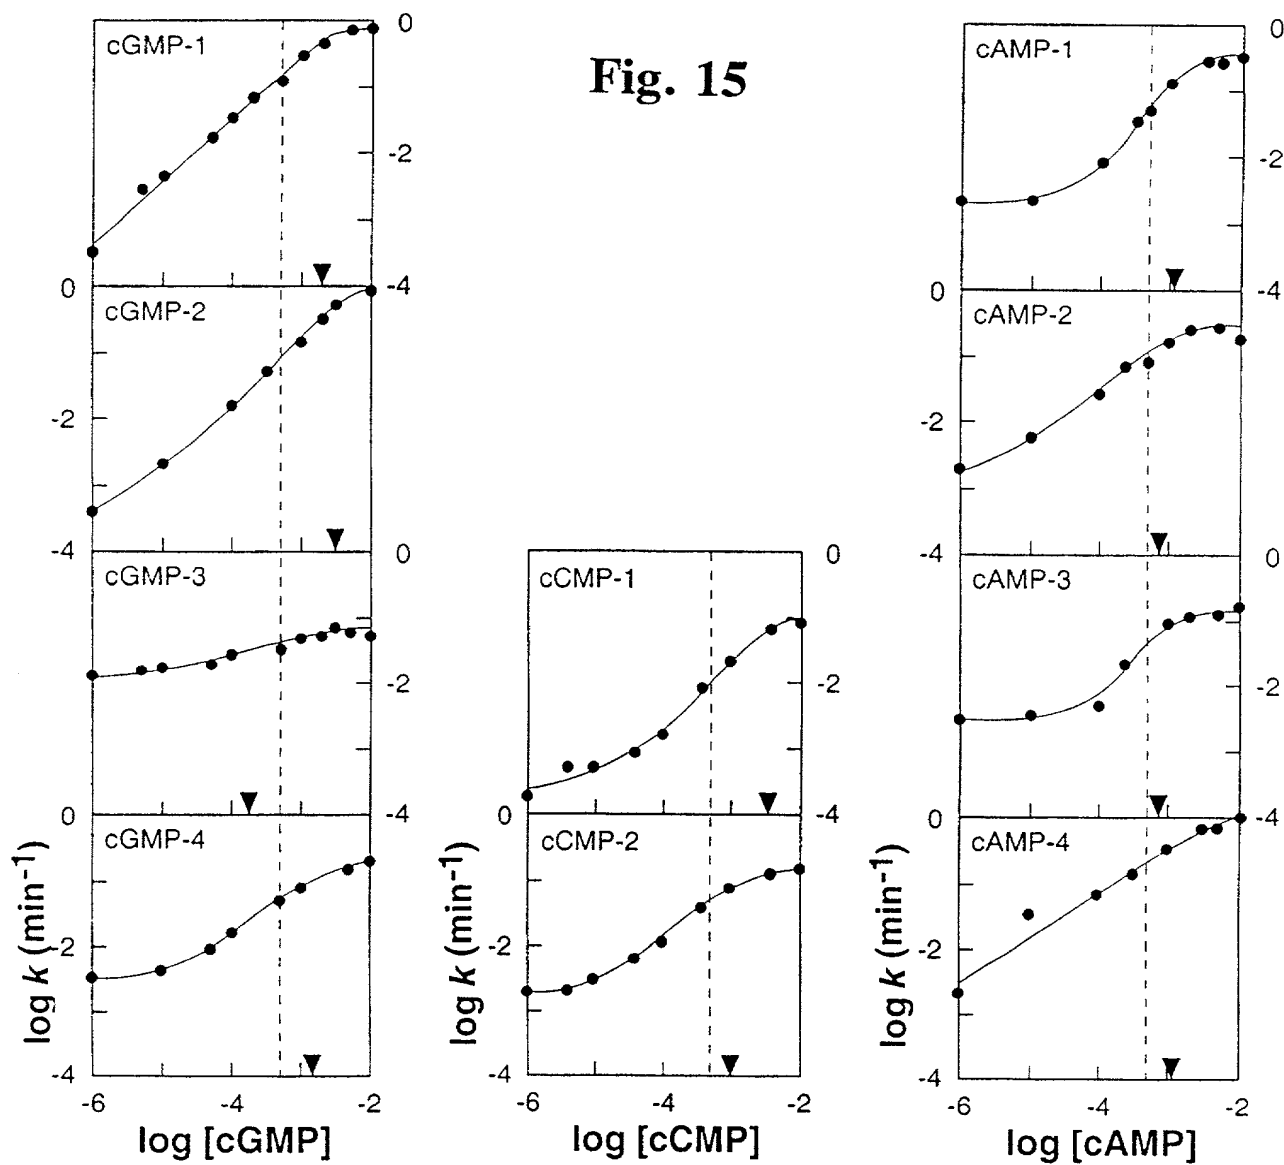 Fig. 15
cGMP-1
-0
-2
-4
0
cGMP-2
-2
-4
0
cGMP-3
-2
-4
0
cGMP-4
-2
-4
-6
-4
-2
log k (min⁻¹)
log [cGMP]
cCMP-1
0
-2
-4
0
cCMP-2
-2
-4
-6
-4
-2
log k (min⁻¹)
log [cCMP]
cAMP-1
0
-2
-4
0
cAMP-2
-2
-4
0
cAMP-3
-2
-4
0
cAMP-4
-2
-4
-6
-4
-2
log k (min⁻¹)
log [cAMP]